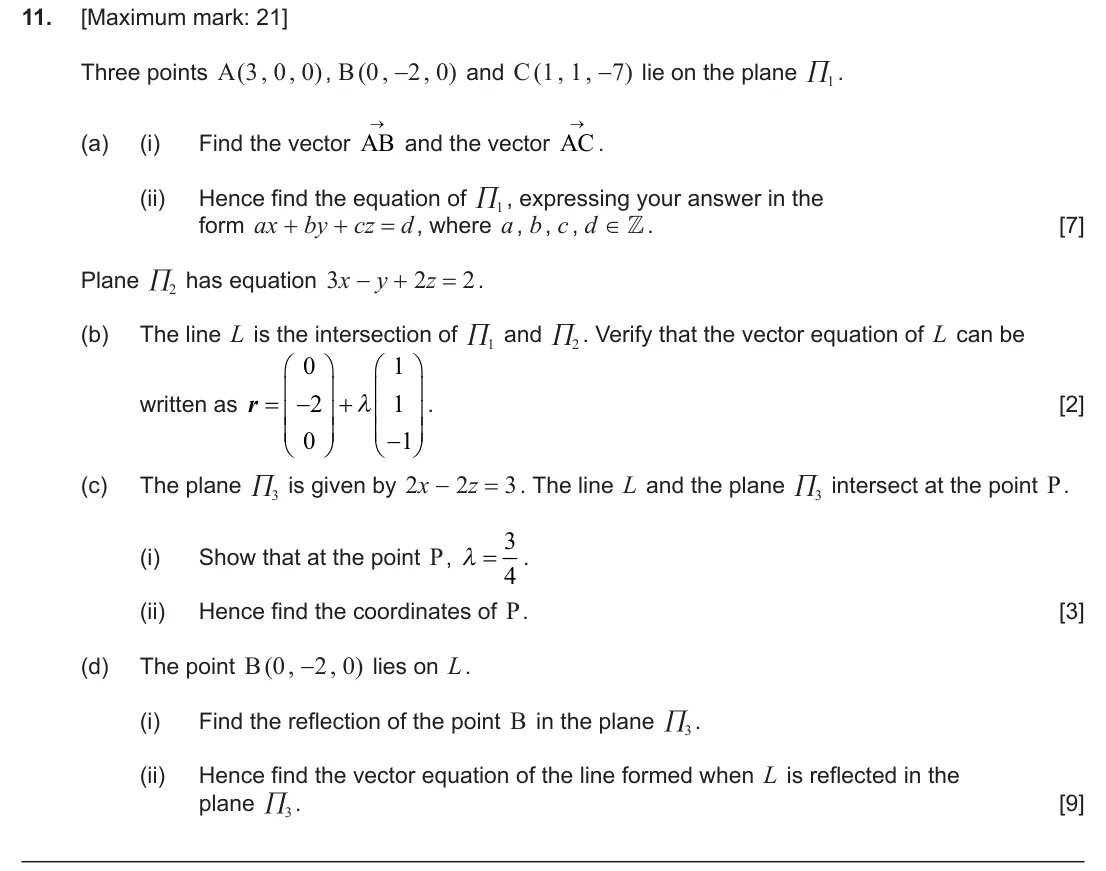 11. [Maximum mark: 21]
Three points A(3, 0, 0), B(0, −2, 0) and C(1, 1, −7) lie on the plane Π₁.
(a) (i) Find the vector AB→ and the vector AC→.
(ii) Hence find the equation of Π₁, expressing your answer in the
form ax + by + cz = d, where a, b, c, d ∈ ℤ. [7]
Plane Π₂ has equation 3x − y + 2z = 2.
(b) The line L is the intersection of Π₁ and Π₂. Verify that the vector equation of L can be
written as r = (0, −2, 0) + λ(1, 1, −1). [2]
(c) The plane Π₃ is given by 2x − 2z = 3. The line L and the plane Π₃ intersect at the point P.
(i) Show that at the point P, λ = 3/4.
(ii) Hence find the coordinates of P. [3]
(d) The point B(0, −2, 0) lies on L.
(i) Find the reflection of the point B in the plane Π₃.
(ii) Hence find the vector equation of the line formed when L is reflected in the
plane Π₃. [9]